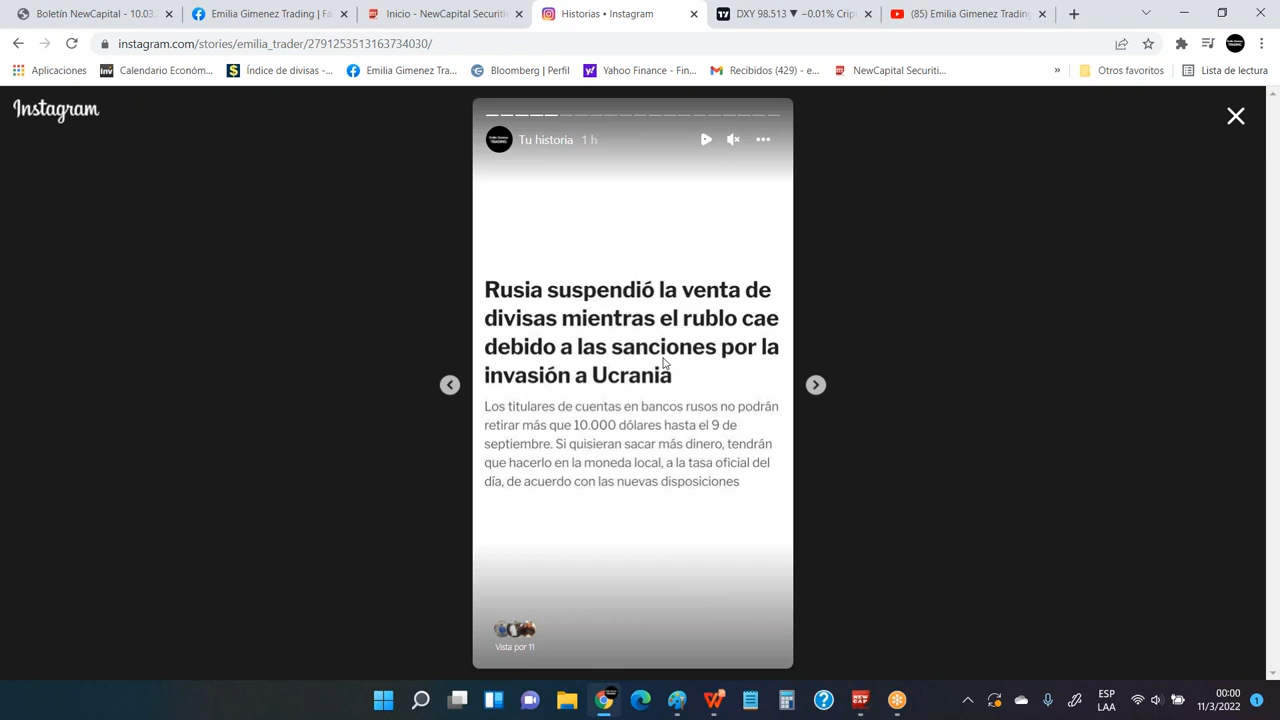 Emilia Gimenez Trading | Fa
Inicio - NewCapital Securiti
Historias • Instagram
DXY 98.513 ▼ −0.01% Crip
(85) Emilia Gimenez Trading
instagram.com/stories/emilia_trader/2791253513163734030/
Aplicaciones
Calendario Económ...
Índice de divisas -...
Emilia Gimenez Tra...
Bloomberg | Perfil
Yahoo Finance - Fin...
Recibidos (429) - e...
NewCapital Securiti...
»
Otros favoritos
Lista de lectura
Instagram
Tu historia 1 h
Rusia suspendió la venta de
divisas mientras el rublo cae
debido a las sanciones por la
invasión a Ucrania
Los titulares de cuentas en bancos rusos no podrán
retirar más que 10.000 dólares hasta el 9 de
septiembre. Si quisieran sacar más dinero, tendrán
que hacerlo en la moneda local, a la tasa oficial del
día, de acuerdo con las nuevas disposiciones
Vista por 11
ESP
LAA
00:00
11/3/2022